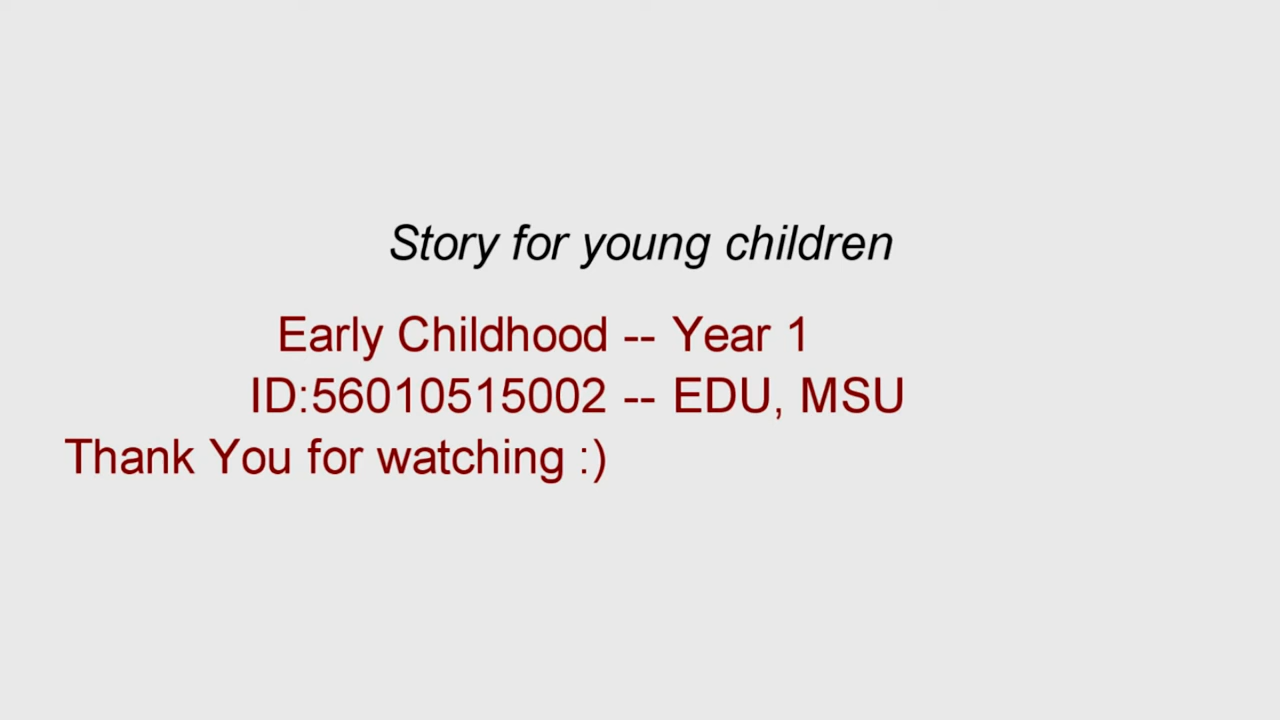 Story for young children
Early Childhood -- Year 1
ID:56010515002 -- EDU, MSU
Thank You for watching :)